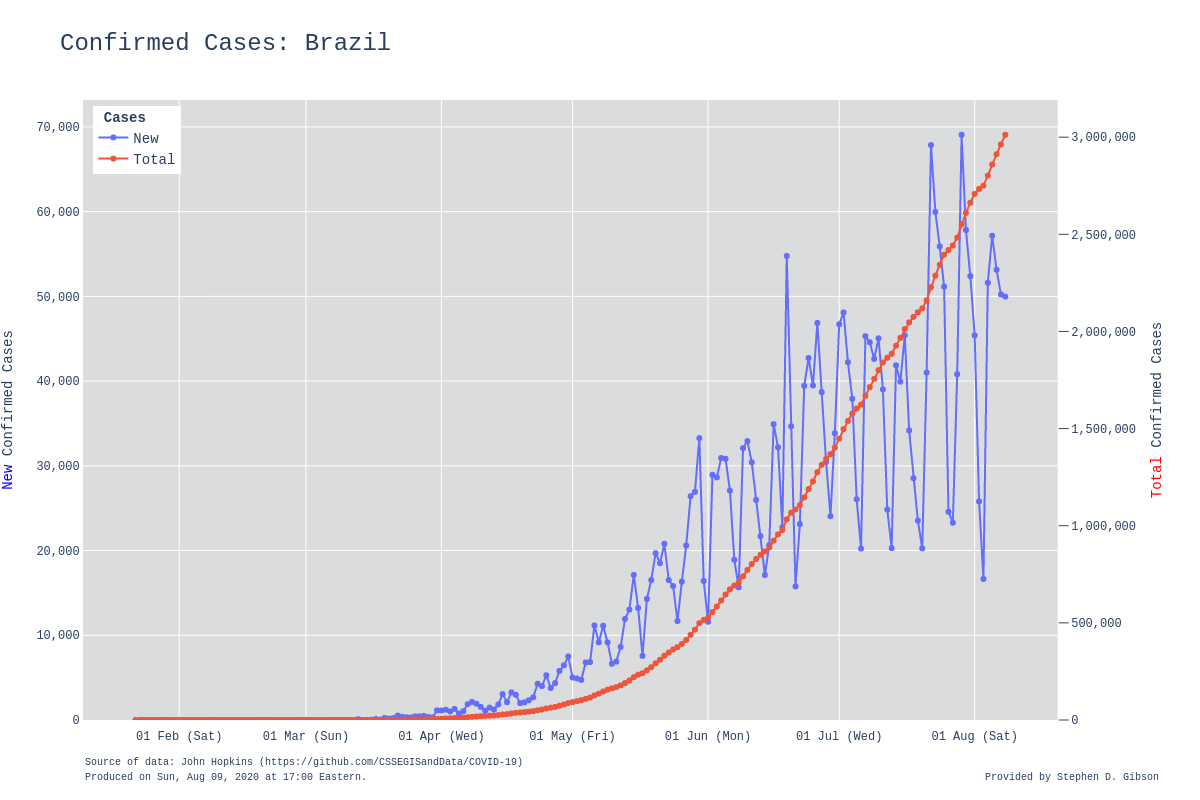 Confirmed Cases: Brazil
Cases
New
Total
70,000
60,000
50,000
40,000
30,000
20,000
10,000
0
New Confirmed Cases
3,000,000
2,500,000
2,000,000
1,500,000
1,000,000
500,000
0
Total Confirmed Cases
01 Feb (Sat)
01 Mar (Sun)
01 Apr (Wed)
01 May (Fri)
01 Jun (Mon)
01 Jul (Wed)
01 Aug (Sat)
Source of data: John Hopkins (https://github.com/CSSEGISandData/COVID-19)
Produced on Sun, Aug 09, 2020 at 17:00 Eastern.
Provided by Stephen D. Gibson